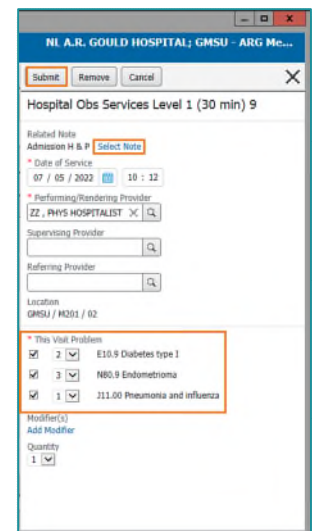 NL A.R. GOULD HOSPITAL; GMSU - ARG Me...
Submit Remove Cancel
Hospital Obs Services Level 1 (30 min) 9
Related Note
Admission H & P Select Note
* Date of Service
07 / 05 / 2022 10 : 12
* Performing/Rendering Provider
ZZ , PHYS HOSPITALIST
Supervising Provider
Referring Provider
Location
GMSU / M201 / 02
* This Visit Problem
2 E10.9 Diabetes type I
3 N80.9 Endometrioma
1 J11.00 Pneumonia and influenza
Modifier(s)
Add Modifier
Quantity
1